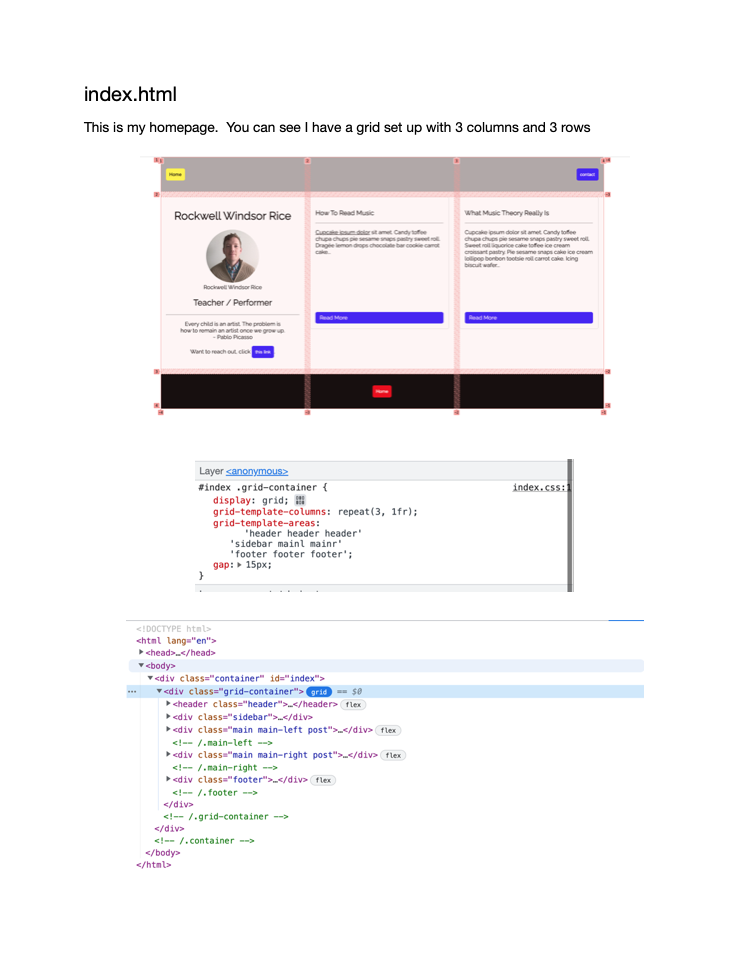 index.html
This is my homepage.  You can see I have a grid set up with 3 columns and 3 rows
Home
contact
Rockwell Windsor Rice
Rockwell Windsor Rice
Teacher / Performer
Every child is an artist. The problem is
how to remain an artist once we grow up.
~ Pablo Picasso
Want to reach out, click this link
How To Read Music
Cupcake ipsum dolor sit amet. Candy toffee
chupa chups pie sesame snaps pastry sweet roll.
Dragée lemon drops chocolate bar cookie carrot
cake...
Read More
What Music Theory Really Is
Cupcake ipsum dolor sit amet. Candy toffee
chupa chups pie sesame snaps pastry sweet roll.
Sweet roll liquorice cake toffee ice cream
croissant pastry. Pie sesame snaps cake ice cream
lollipop bonbon tootsie roll carrot cake. Icing
biscuit wafer...
Read More
Home
Layer <anonymous>
#index .grid-container { index.css:1
display: grid;
grid-template-columns: repeat(3, 1fr);
grid-template-areas:
'header header header'
'sidebar mainl mainr'
'footer footer footer';
gap: 15px;
}
<!DOCTYPE html>
<html lang="en">
<head>…</head>
<body>
<div class="container" id="index">
<div class="grid-container"> grid == $0
<header class="header">…</header> flex
<div class="sidebar">…</div>
<div class="main main-left post">…</div> flex
<!-- /.main-left -->
<div class="main main-right post">…</div> flex
<!-- /.main-right -->
<div class="footer">…</div> flex
<!-- /.footer -->
</div>
<!-- /.grid-container -->
</div>
<!-- /.container -->
</body>
</html>